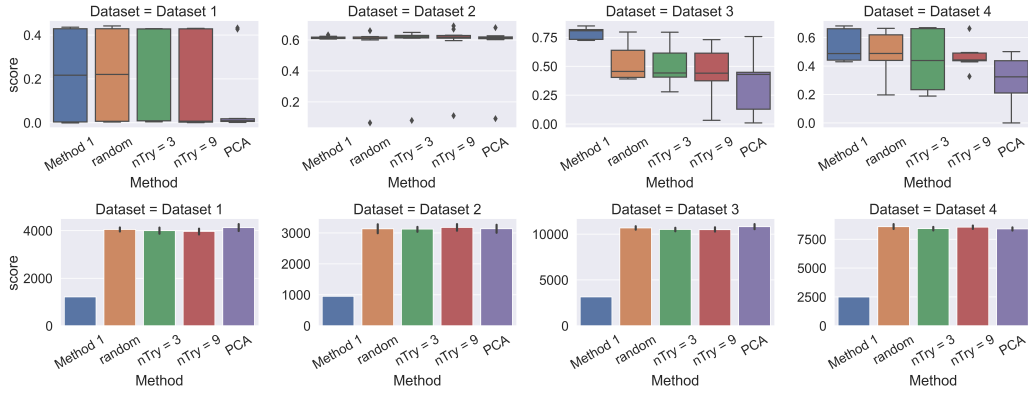 Dataset = Dataset 1
Dataset = Dataset 2
Dataset = Dataset 3
Dataset = Dataset 4
score
0.4
0.2
0.0
0.6
0.4
0.2
0.75
0.50
0.25
0.00
0.6
0.4
0.2
0.0
Method 1
random
nTry = 3
nTry = 9
PCA
Method 1
random
nTry = 3
nTry = 9
PCA
Method 1
random
nTry = 3
nTry = 9
PCA
Method 1
random
nTry = 3
nTry = 9
PCA
Method
Method
Method
Method
Dataset = Dataset 1
Dataset = Dataset 2
Dataset = Dataset 3
Dataset = Dataset 4
score
4000
2000
0
3000
2000
1000
0
10000
5000
0
7500
5000
2500
0
Method 1
random
nTry = 3
nTry = 9
PCA
Method 1
random
nTry = 3
nTry = 9
PCA
Method 1
random
nTry = 3
nTry = 9
PCA
Method 1
random
nTry = 3
nTry = 9
PCA
Method
Method
Method
Method